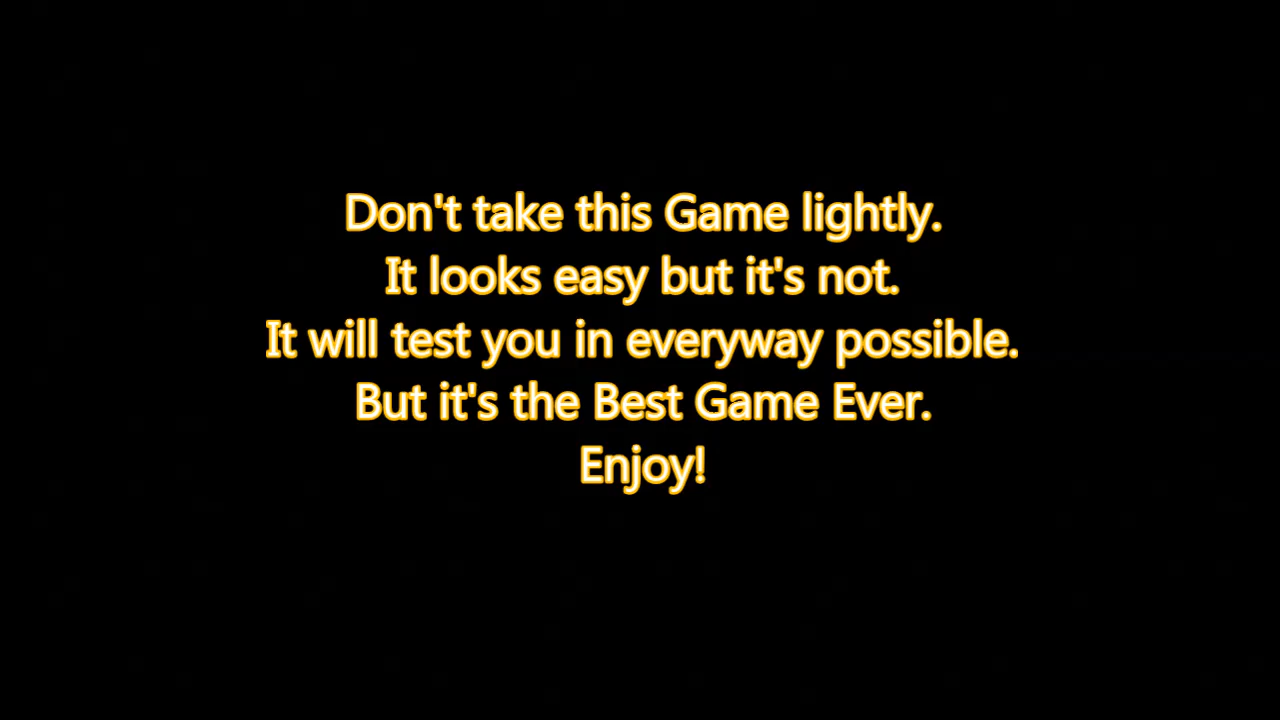 Don't take this Game lightly.
It looks easy but it's not.
It will test you in everyway possible.
But it's the Best Game Ever.
Enjoy!